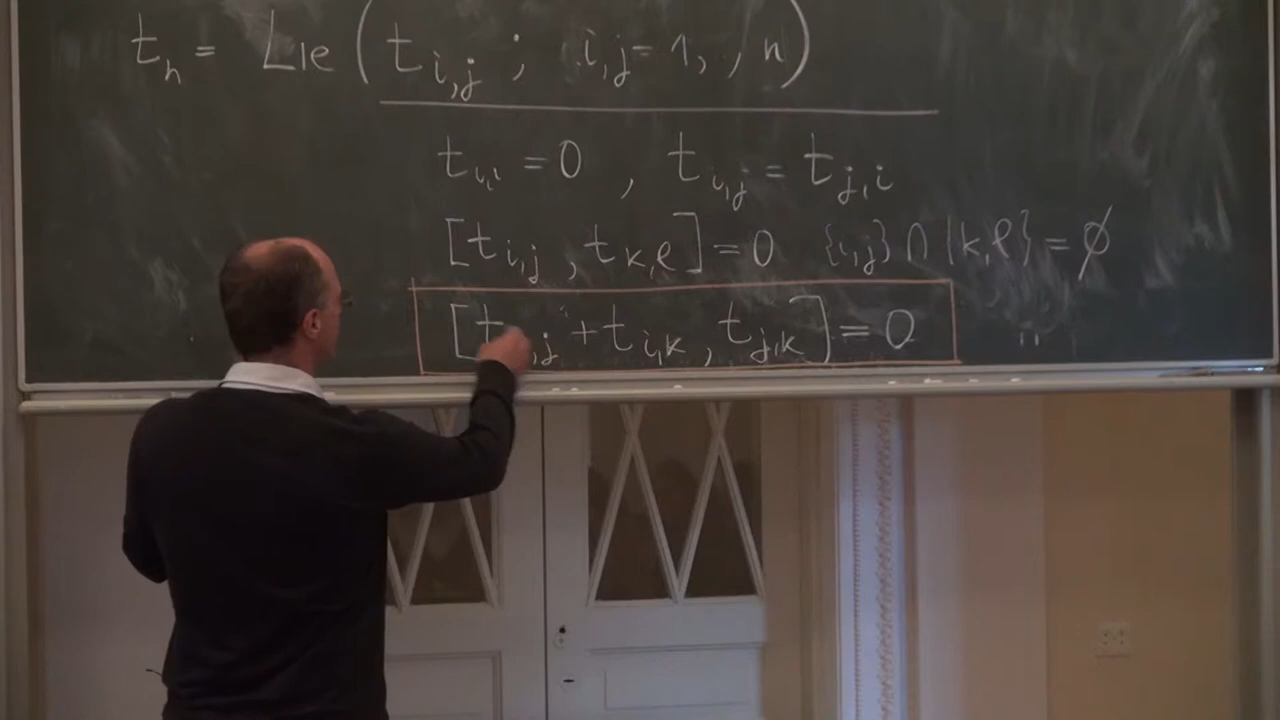 t_n = Lie (t_{i,j} ; i,j = 1, , n)
t_{i,i} = 0 , t_{i,j} = t_{j,i}
[t_{i,j} , t_{k,l}] = 0 {i,j} ∩ {k,l} = ∅
[t_{i,j} + t_{i,k} , t_{j,k}] = 0